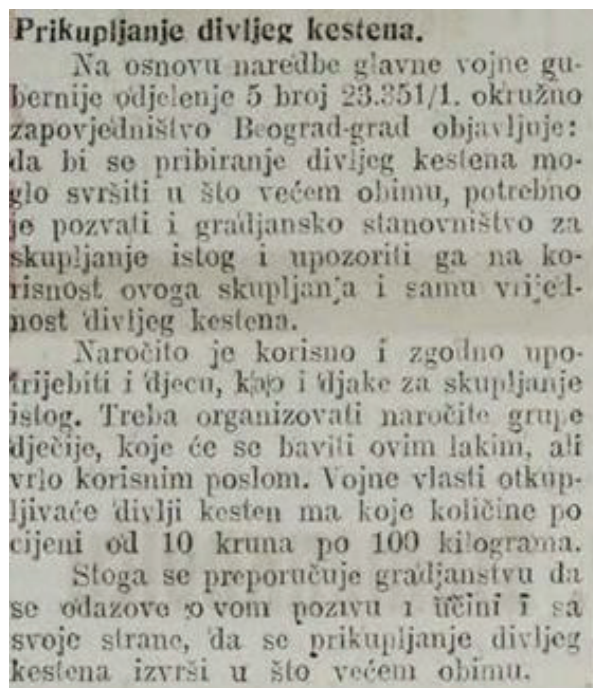 Prikupljanje divljeg kestena.
Na osnovu naredbe glavne vojne gu-
bernije odjelenje 5 broj 23.351/1. okružno
zapovjedništvo Beograd-grad objavljuje:
da bi se pribiranje divljeg kestena mo-
glo svršiti u što većem obimu, potrebno
je pozvati i gradjansko stanovništvo za
skupljanje istog i upozoriti ga na ko-
risnost ovoga skupljanja i samu vrijed-
nost divljeg kestena.
Naročito je korisno i zgodno upo-
trijebiti i djecu, kao i djake za skupljanje
istog. Treba organizovati naročite grupe
dječije, koje će se baviti ovim lakim, ali
vrlo korisnim poslom. Vojne vlasti otkup-
ljivaće divlji kesten ma koje količine po
cijeni od 10 kruna po 100 kilograma.
Stoga se preporučuje gradjanstvu da
se odazove ovom pozivu i učini i sa
svoje strane, da se prikupljanje divljeg
kestena izvrši u što većem obimu.